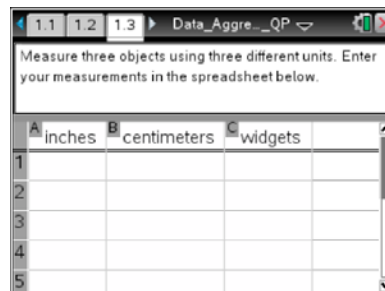 1.1 1.2 1.3 Data_Aggre..._QP
Measure three objects using three different units. Enter
your measurements in the spreadsheet below.
A inches B centimeters C widgets
1
2
3
4
5